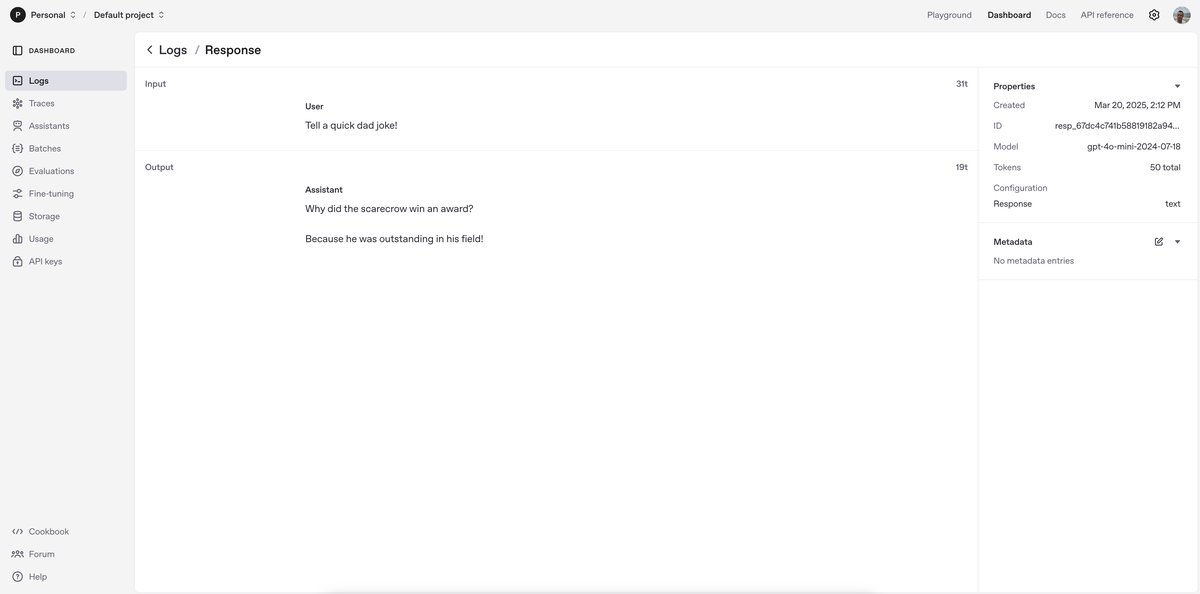 P Personal / Default project
Playground Dashboard Docs API reference
DASHBOARD
Logs
Traces
Assistants
Batches
Evaluations
Fine-tuning
Storage
Usage
API keys
Cookbook
Forum
Help
Logs / Response
Input 31t
User
Tell a quick dad joke!
Output 19t
Assistant
Why did the scarecrow win an award?
Because he was outstanding in his field!
Properties
Created Mar 20, 2025, 2:12 PM
ID resp_67dc4c741b58819182a94...
Model gpt-4o-mini-2024-07-18
Tokens 50 total
Configuration
Response text
Metadata
No metadata entries